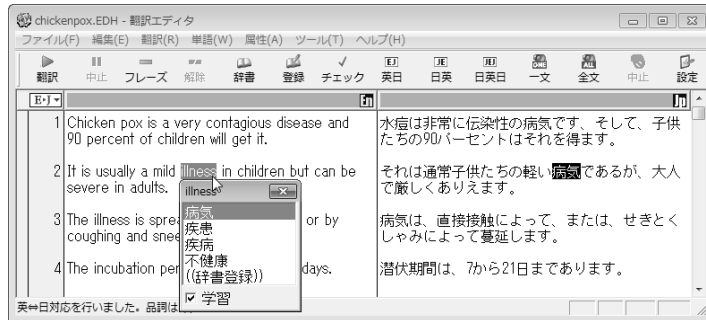 chickenpox.EDH - 翻訳エディタ
ファイル(F) 編集(E) 翻訳(R) 単語(W) 属性(A) ツール(T) ヘルプ(H)
翻訳 中止 フレーズ 解除 辞書 登録 チェック 英日 日英 日英日 一文 全文 中止 設定
E•J
1 Chicken pox is a very contagious disease and
90 percent of children will get it.
水痘は非常に伝染性の病気です、そして、子供
たちの90パーセントはそれを得ます。
2 It is usually a mild illness in children but can be
severe in adults.
それは通常子供たちの軽い病気であるが、大人
で厳しくありえます。
illness
病気
疾患
疾病
不健康
((辞書登録))
学習
3 The illness is sprea or by
coughing and snee
病気は、直接接触によって、または、せきとく
しゃみによって蔓延します。
4 The incubation per days.
潜伏期間は、7から21日まであります。
英⇔日対応を行いました。品詞は